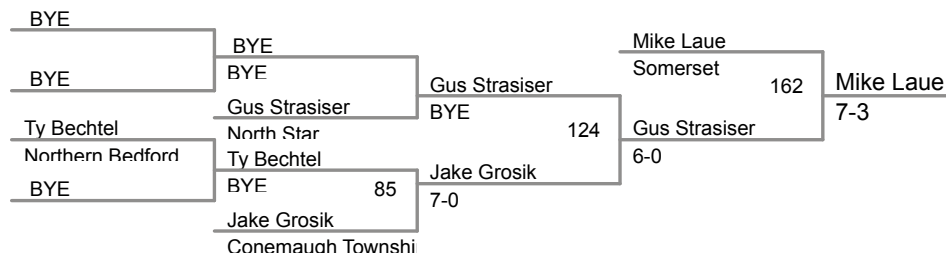 BYE
BYE
Ty Bechtel
Northern Bedford
BYE
BYE
BYE
Gus Strasiser
North Star
Ty Bechtel
BYE
85
Jake Grosik
Conemaugh Townshi
Gus Strasiser
BYE
124
Jake Grosik
7-0
Mike Laue
Somerset
162
Gus Strasiser
6-0
Mike Laue
7-3